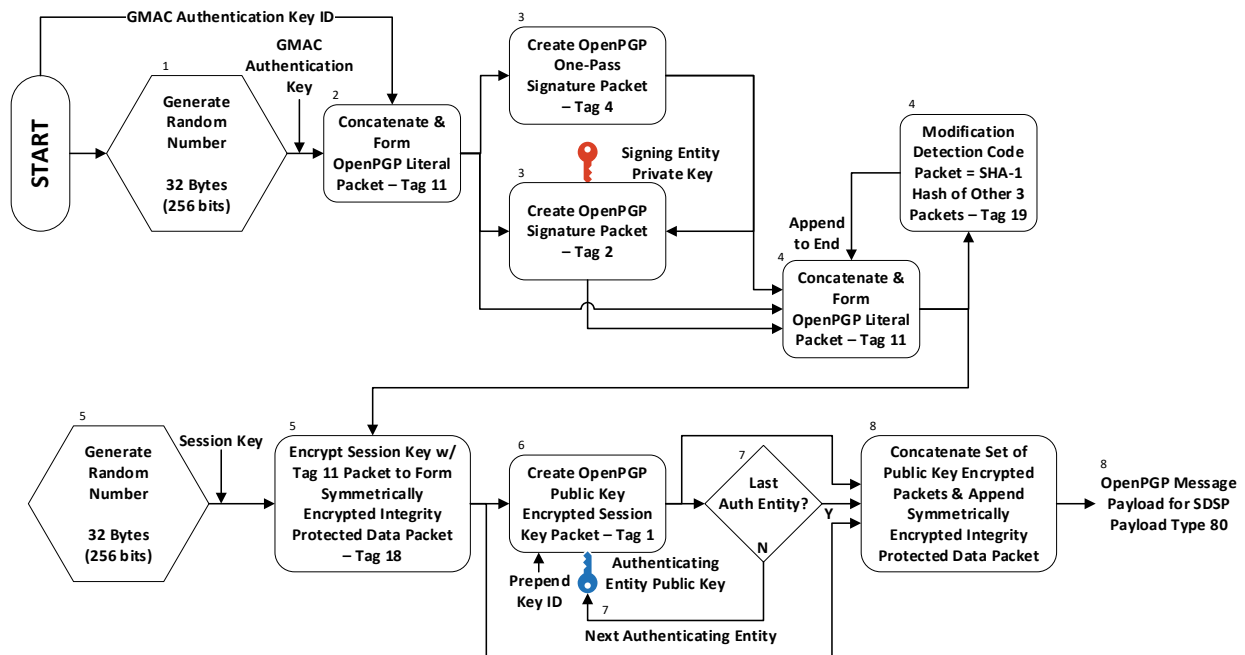 GMAC Authentication Key ID
START
1
Generate
Random
Number
32 Bytes
(256 bits)
GMAC
Authentication
Key
2
Concatenate &
Form
OpenPGP Literal
Packet – Tag 11
3
Create OpenPGP
One-Pass
Signature Packet
– Tag 4
Signing Entity
Private Key
3
Create OpenPGP
Signature Packet –
Tag 2
4
Modification
Detection Code
Packet = SHA-1
Hash of Other 3
Packets – Tag 19
Append
to End
4
Concatenate &
Form
OpenPGP Literal
Packet – Tag 11
5
Generate
Random
Number
32 Bytes
(256 bits)
Session Key
5
Encrypt Session Key w/
Tag 11 Packet to Form
Symmetrically
Encrypted Integrity
Protected Data Packet
– Tag 18
6
Create OpenPGP
Public Key
Encrypted Session
Key Packet – Tag 1
Prepend
Key ID
Authenticating
Entity Public Key
7
Last
Auth Entity?
Y
N
7
Next Authenticating Entity
8
Concatenate Set of
Public Key Encrypted
Packets & Append
Symmetrically
Encrypted Integrity
Protected Data Packet
8
OpenPGP Message
Payload for SDSP
Payload Type 80